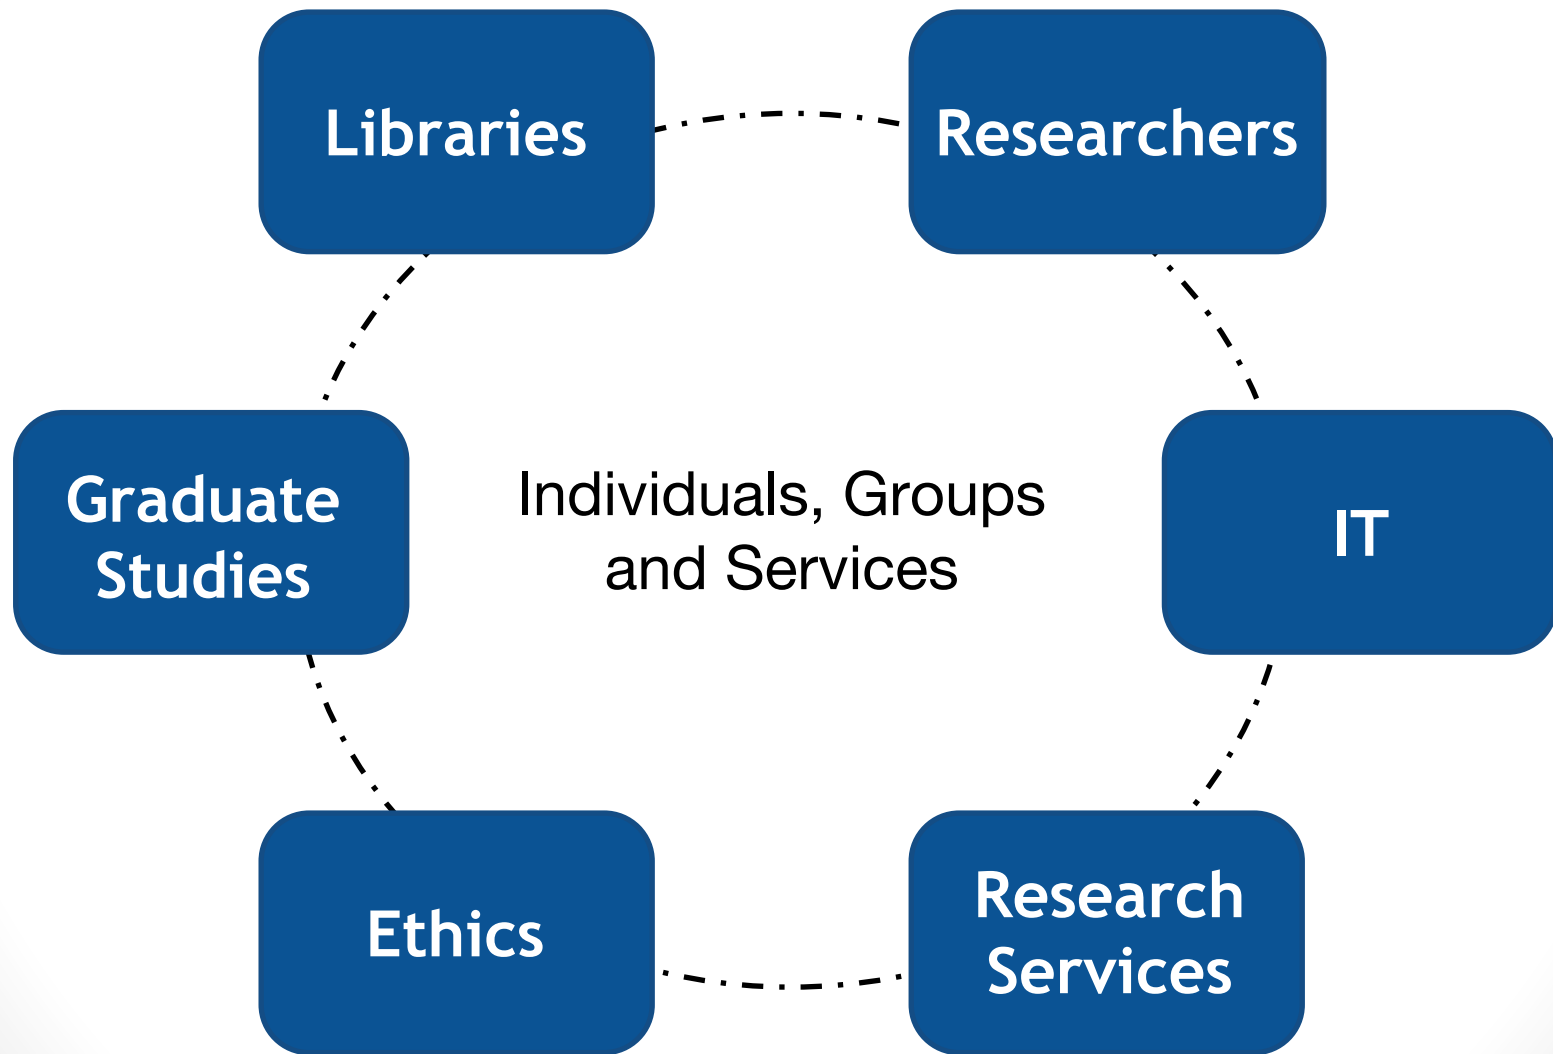 Libraries
Researchers
Graduate
Studies
Individuals, Groups
and Services
IT
Ethics
Research
Services